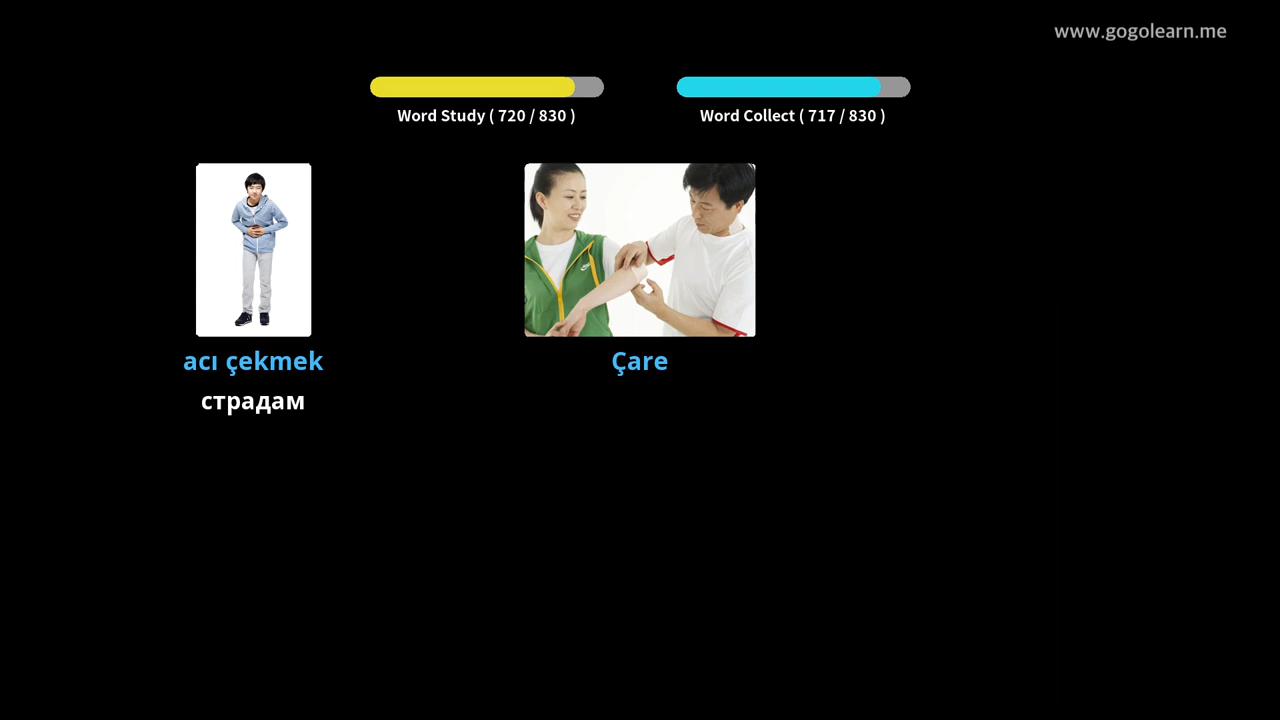 www.gogolearn.me
Word Study ( 720 / 830 )
Word Collect ( 717 / 830 )
acı çekmek
Çare
страдам